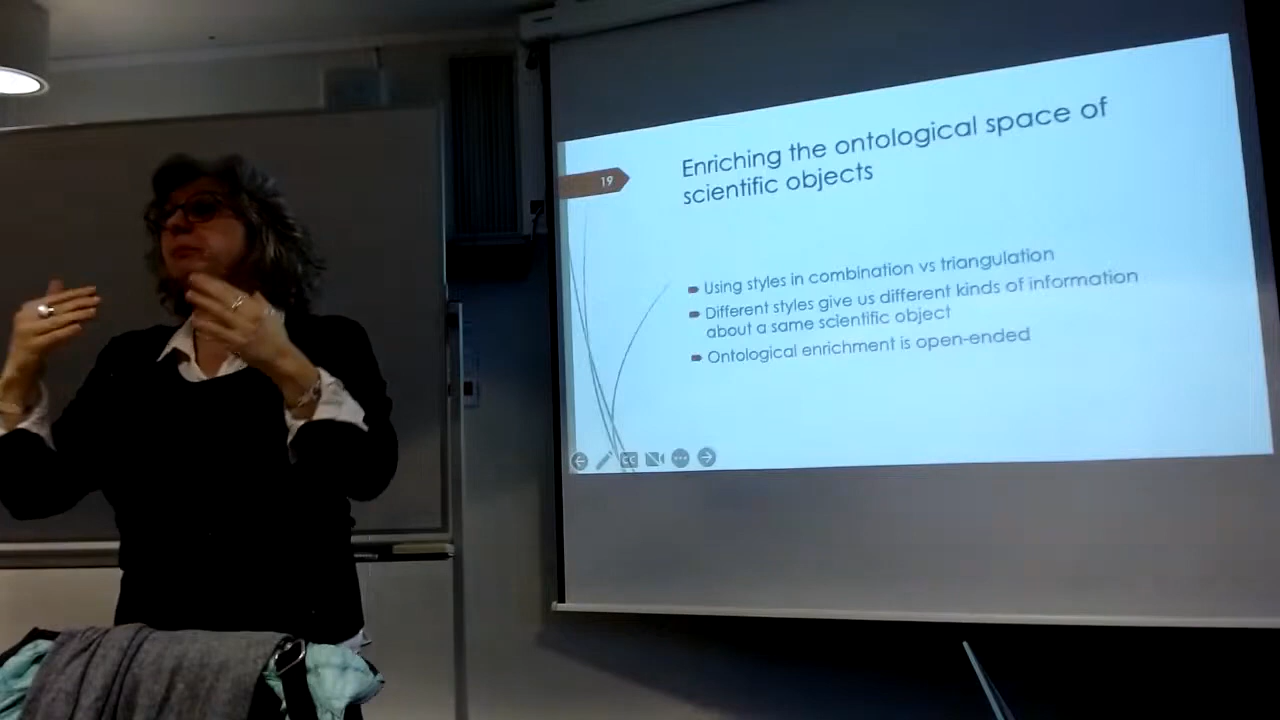 19
Enriching the ontological space of
scientific objects
Using styles in combination vs triangulation
Different styles give us different kinds of information
about a same scientific object
Ontological enrichment is open-ended
CC